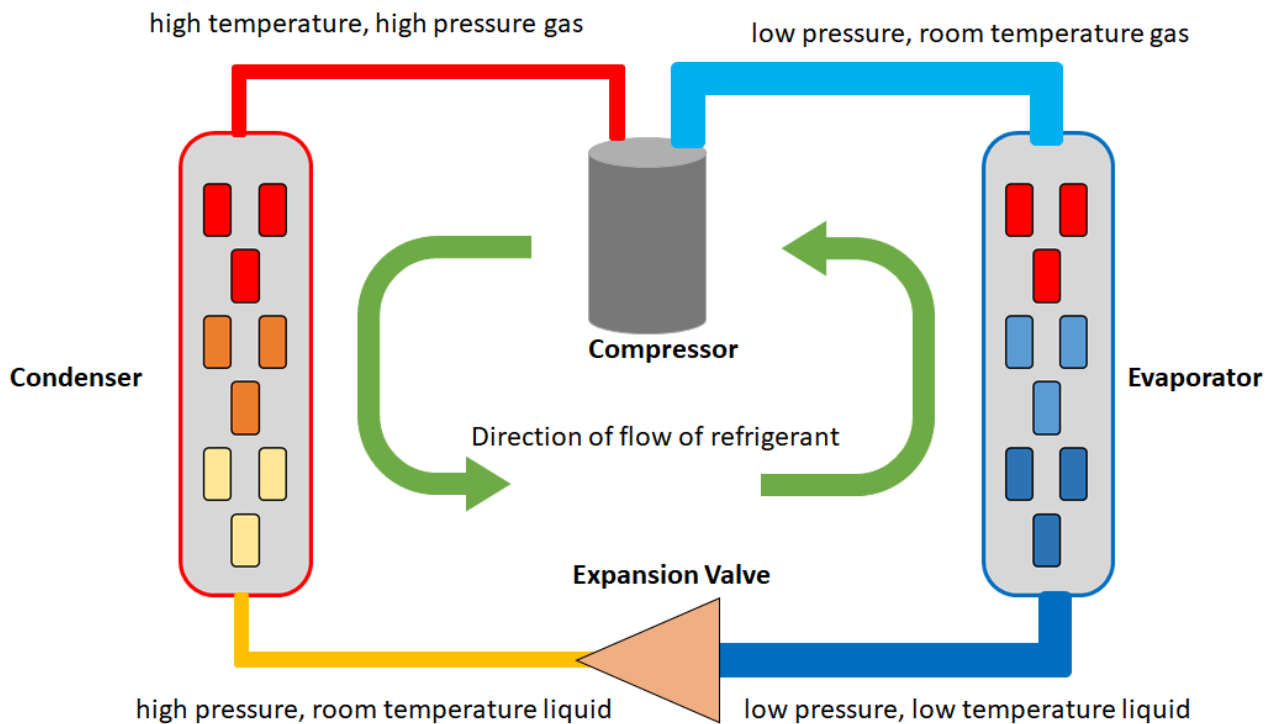 high temperature, high pressure gas
low pressure, room temperature gas
Compressor
Condenser
Evaporator
Direction of flow of refrigerant
Expansion Valve
high pressure, room temperature liquid
low pressure, low temperature liquid